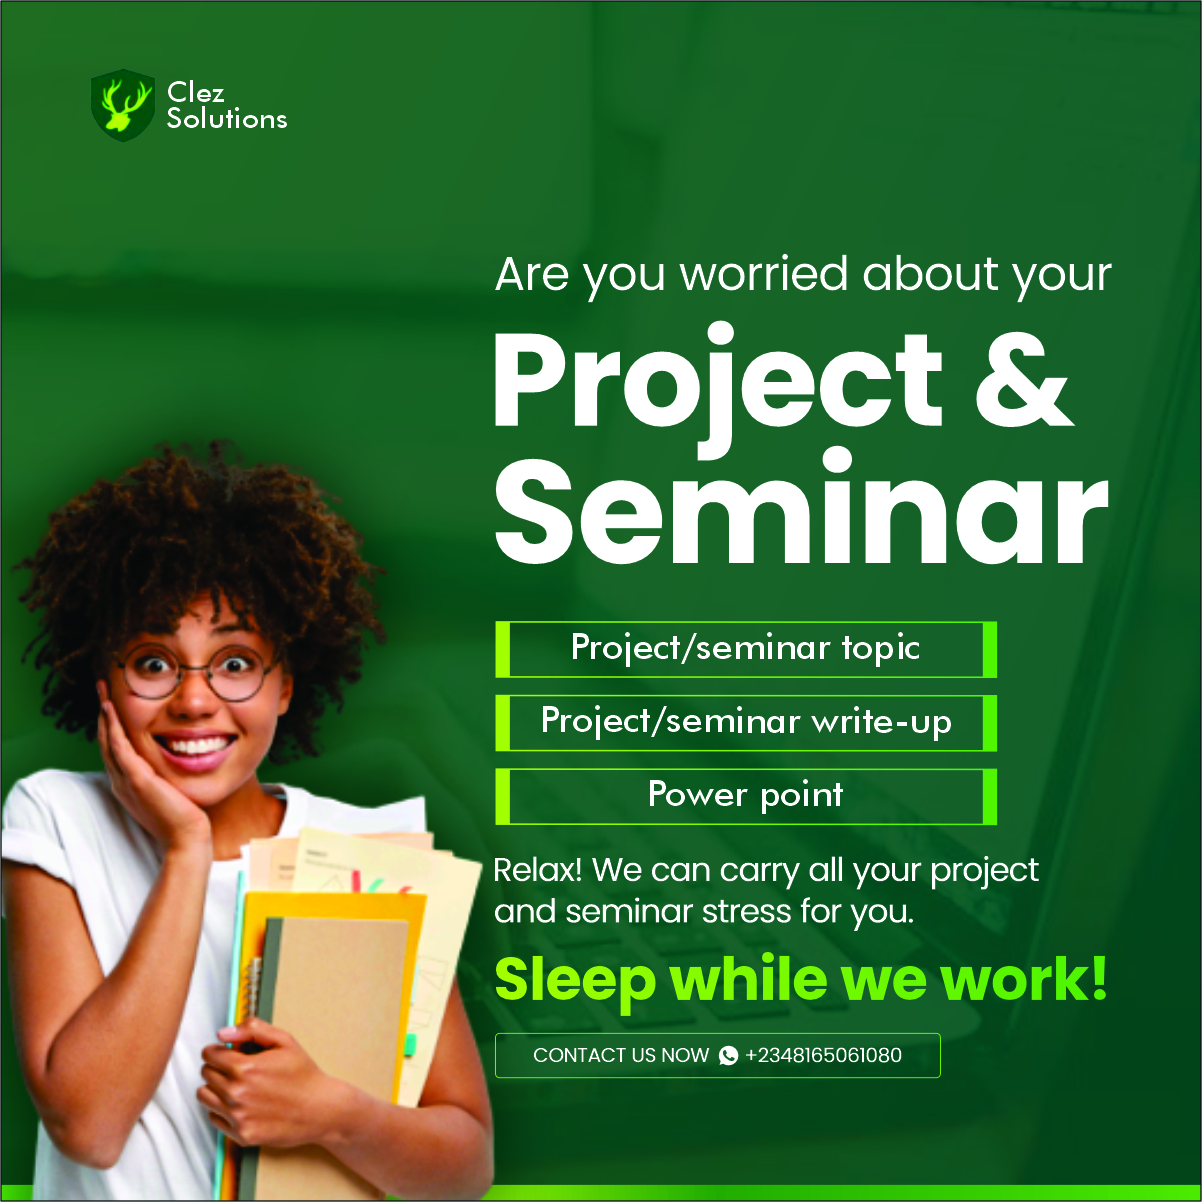 Clez
Solutions
Are you worried about your
Project &
Seminar
Project/seminar topic
Project/seminar write-up
Power point
Relax! We can carry all your project
and seminar stress for you.
Sleep while we work!
CONTACT US NOW +2348165061080